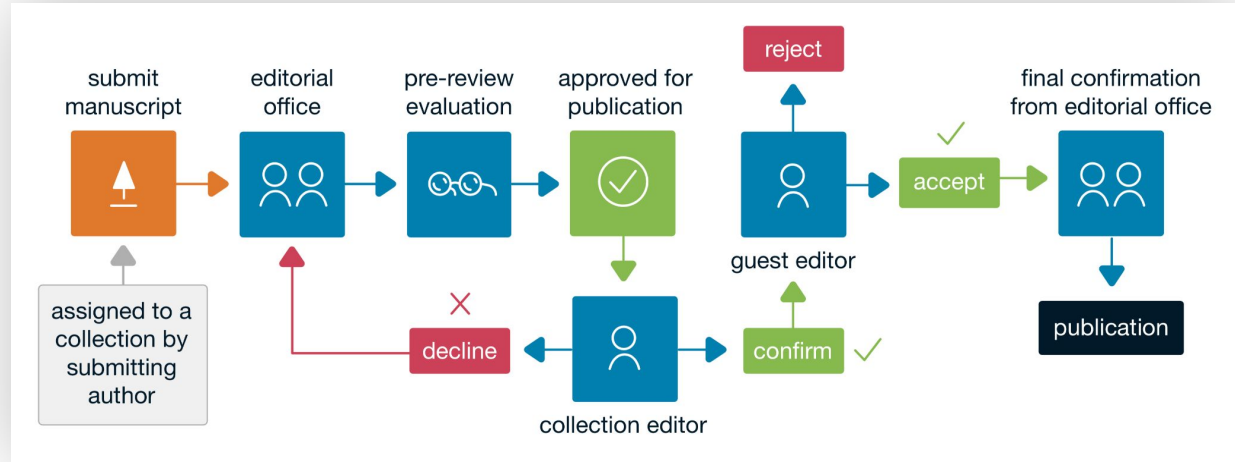 submit
manuscript
editorial
office
pre-review
evaluation
approved for
publication
reject
final confirmation
from editorial office
accept
guest editor
assigned to a
collection by
submitting
author
decline
confirm
publication
collection editor